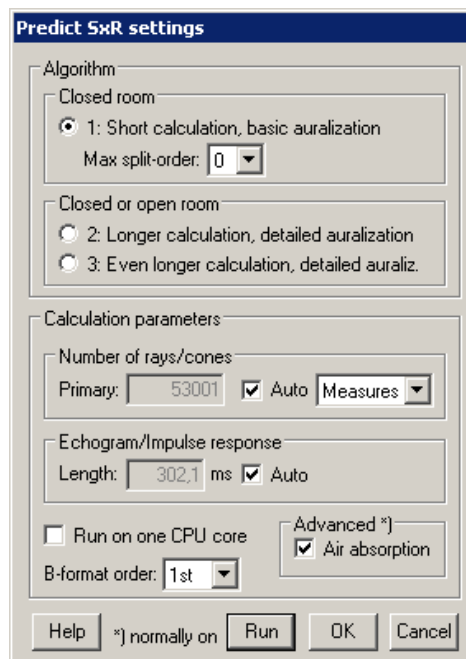 Predict SxR settings
Algorithm
Closed room
1: Short calculation, basic auralization
Max split-order: 0
Closed or open room
2: Longer calculation, detailed auralization
3: Even longer calculation, detailed auraliz.
Calculation parameters
Number of rays/cones
Primary: 53001 Auto Measures
Echogram/Impulse response
Length: 302,1 ms Auto
Run on one CPU core
Advanced *)
Air absorption
B-format order: 1st
Help *) normally on Run OK Cancel